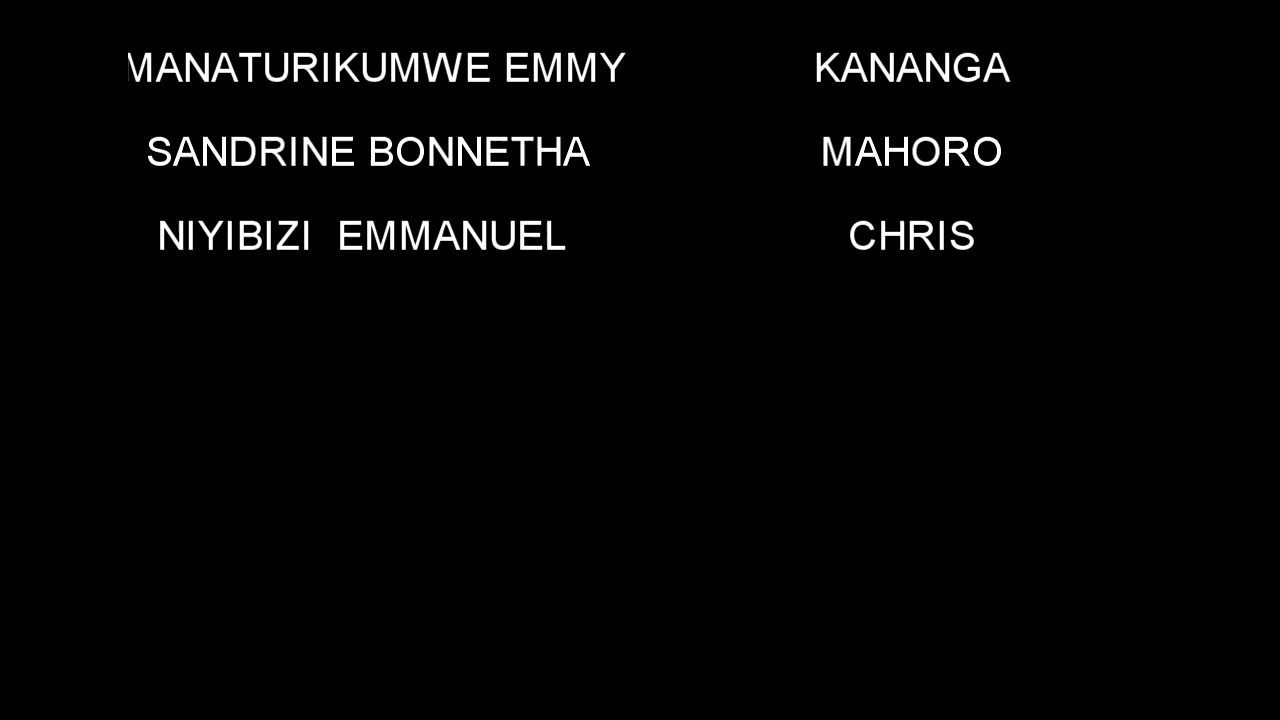 MANATURIKUMWE EMMY KANANGA
SANDRINE BONNETHA MAHORO
NIYIBIZI EMMANUEL CHRIS